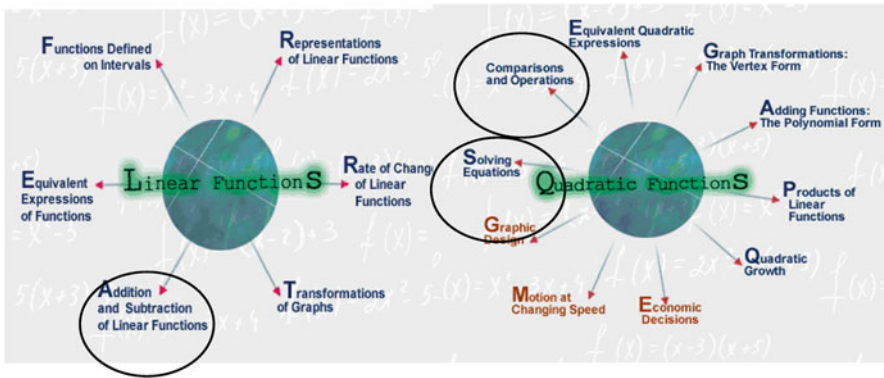 Functions Defined
on Intervals
Representations
of Linear Functions
Equivalent
Expressions
of Functions
Linear FunctionS
Rate of Change
of Linear
Functions
Addition
and Subtraction
of Linear Functions
Transformations
of Graphs
Equivalent Quadratic
Expressions
Comparisons
and Operations
Graph Transformations:
The Vertex Form
Adding Functions:
The Polynomial Form
Solving
Equations
Quadratic FunctionS
Products of
Linear
Functions
Graphic
Design
Quadratic
Growth
Motion at
Changing Speed
Economic
Decisions